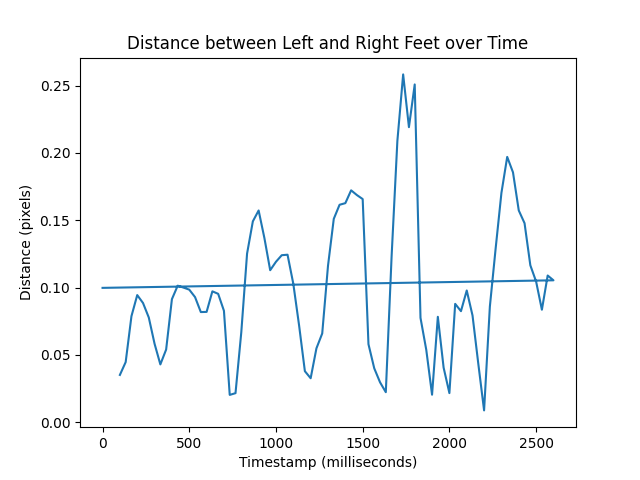 Distance between Left and Right Feet over Time
0.25
0.20
0.15
0.10
0.05
0.00
Distance (pixels)
0 500 1000 1500 2000 2500
Timestamp (milliseconds)